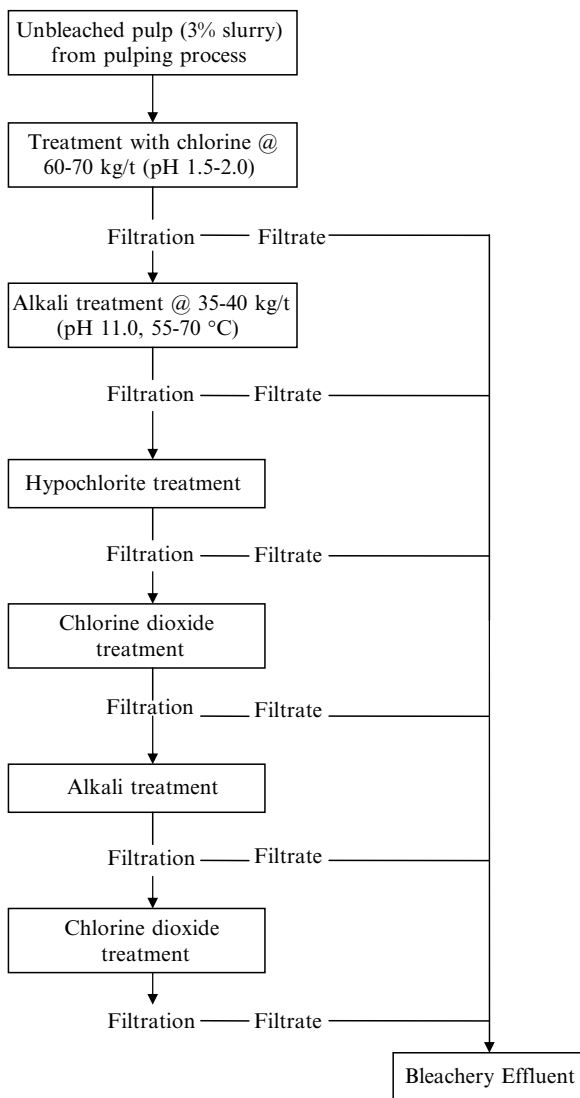 Unbleached pulp (3% slurry)
from pulping process
Treatment with chlorine @
60-70 kg/t (pH 1.5-2.0)
Filtration Filtrate
Alkali treatment @ 35-40 kg/t
(pH 11.0, 55-70 °C)
Filtration Filtrate
Hypochlorite treatment
Filtration Filtrate
Chlorine dioxide
treatment
Filtration Filtrate
Alkali treatment
Filtration Filtrate
Chlorine dioxide
treatment
Filtration Filtrate
Bleachery Effluent